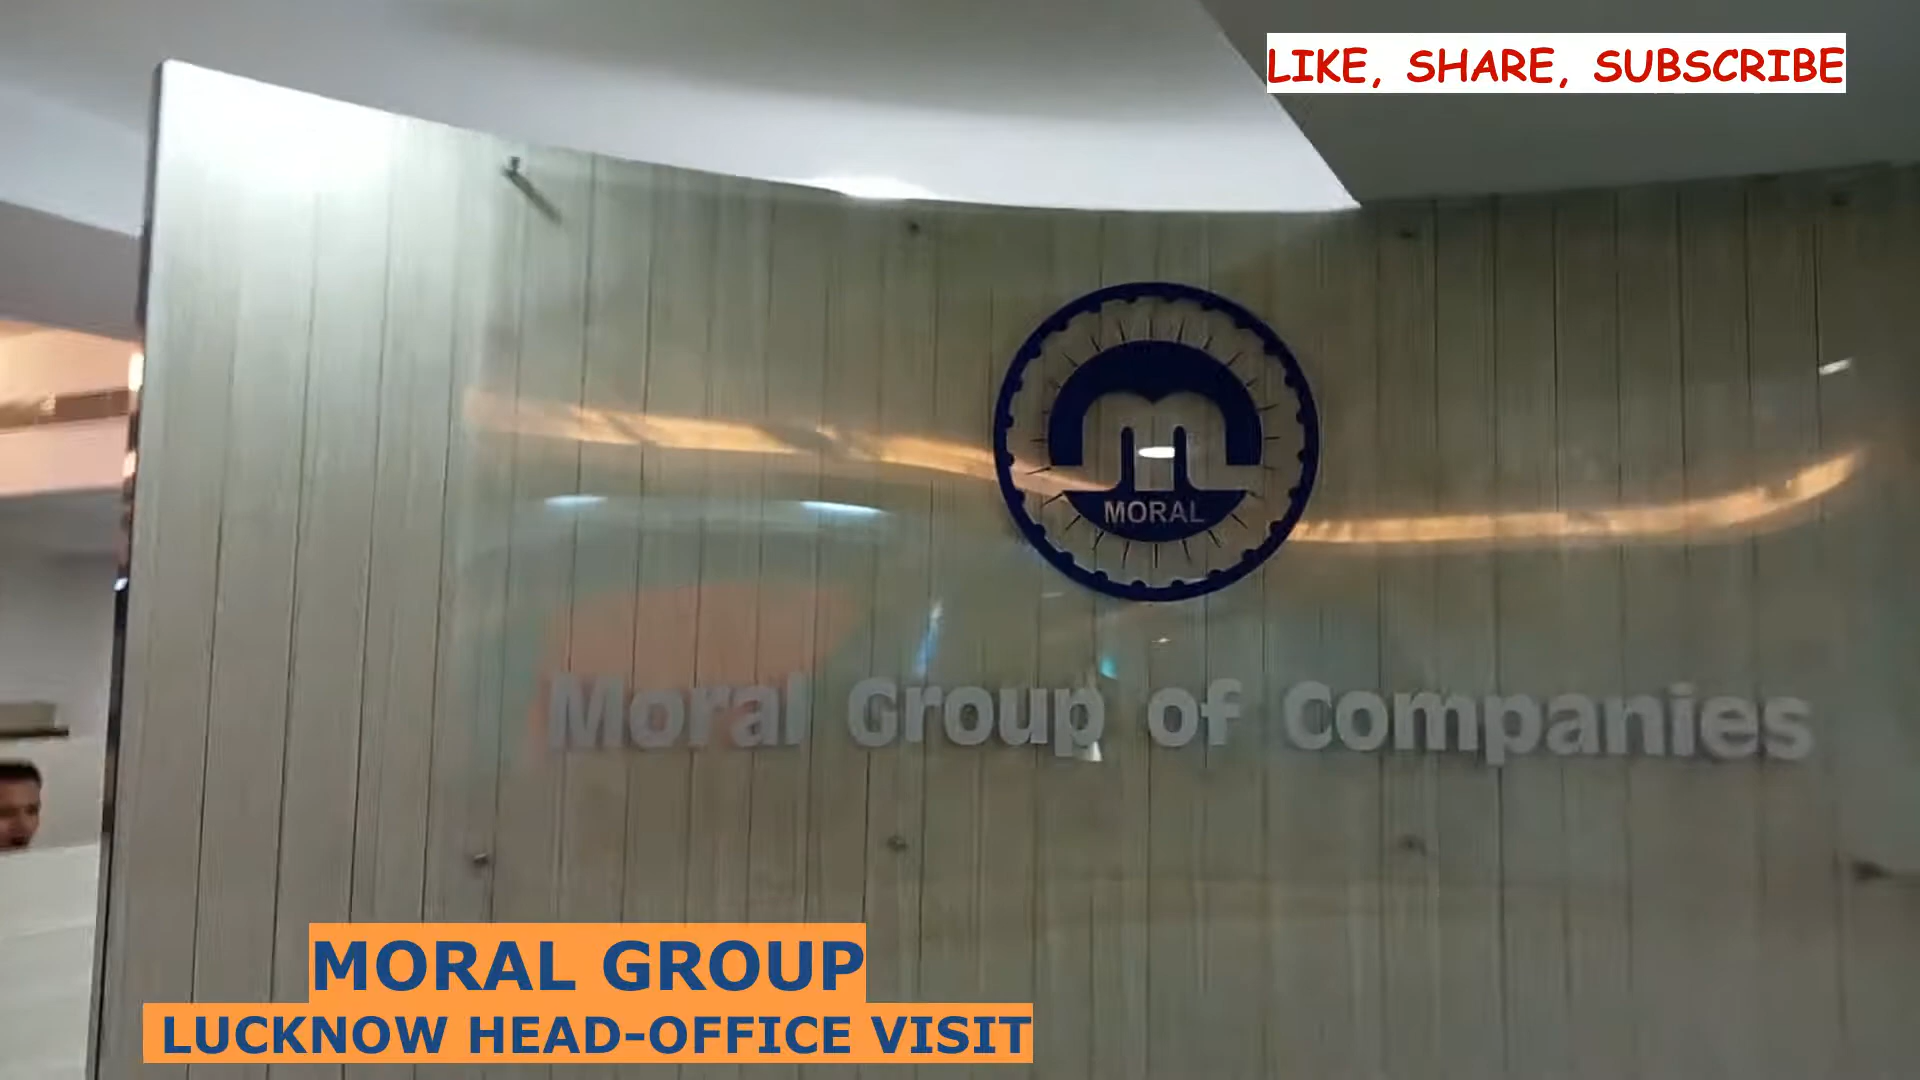 LIKE, SHARE, SUBSCRIBE
MORAL
Moral Group of Companies
MORAL GROUP
LUCKNOW HEAD-OFFICE VISIT